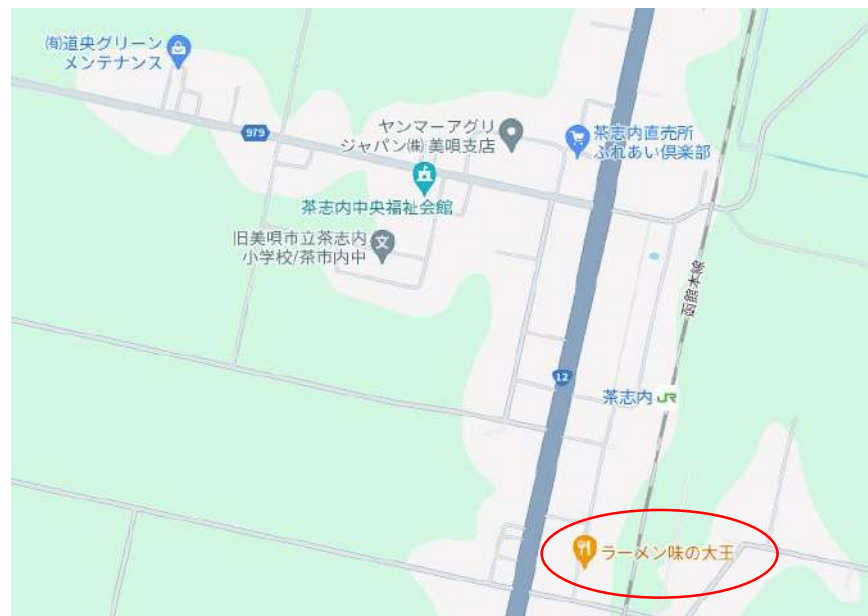 (有)道央グリーン
メンテナンス
979
ヤンマーアグリ
ジャパン(株) 美唄支店
茶志内直売所
ふれあい倶楽部
茶志内中央福祉会館
旧美唄市立茶志内
小学校/茶市内中
文
函館本線
12
茶志内 JR
ラーメン味の大王